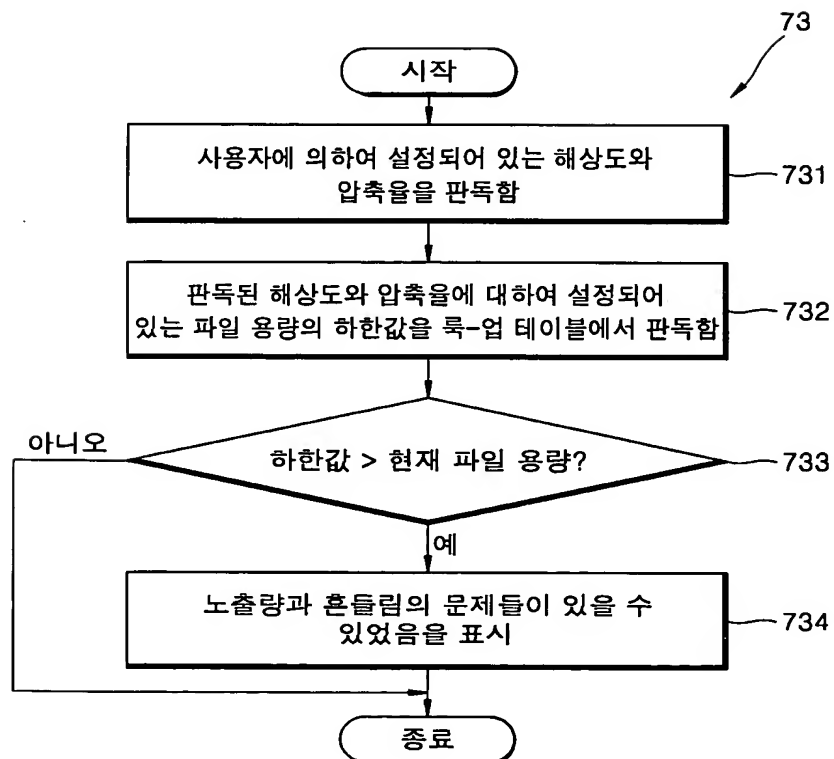 73
시작
사용자에 의하여 설정되어 있는 해상도와
압축율을 판독함
731
판독된 해상도와 압축율에 대하여 설정되어
있는 파일 용량의 하한값을 룩-업 테이블에서 판독함
732
아니오
하한값 > 현재 파일 용량?
733
예
노출량과 흔들림의 문제들이 있을 수
있었음을 표시
734
종료